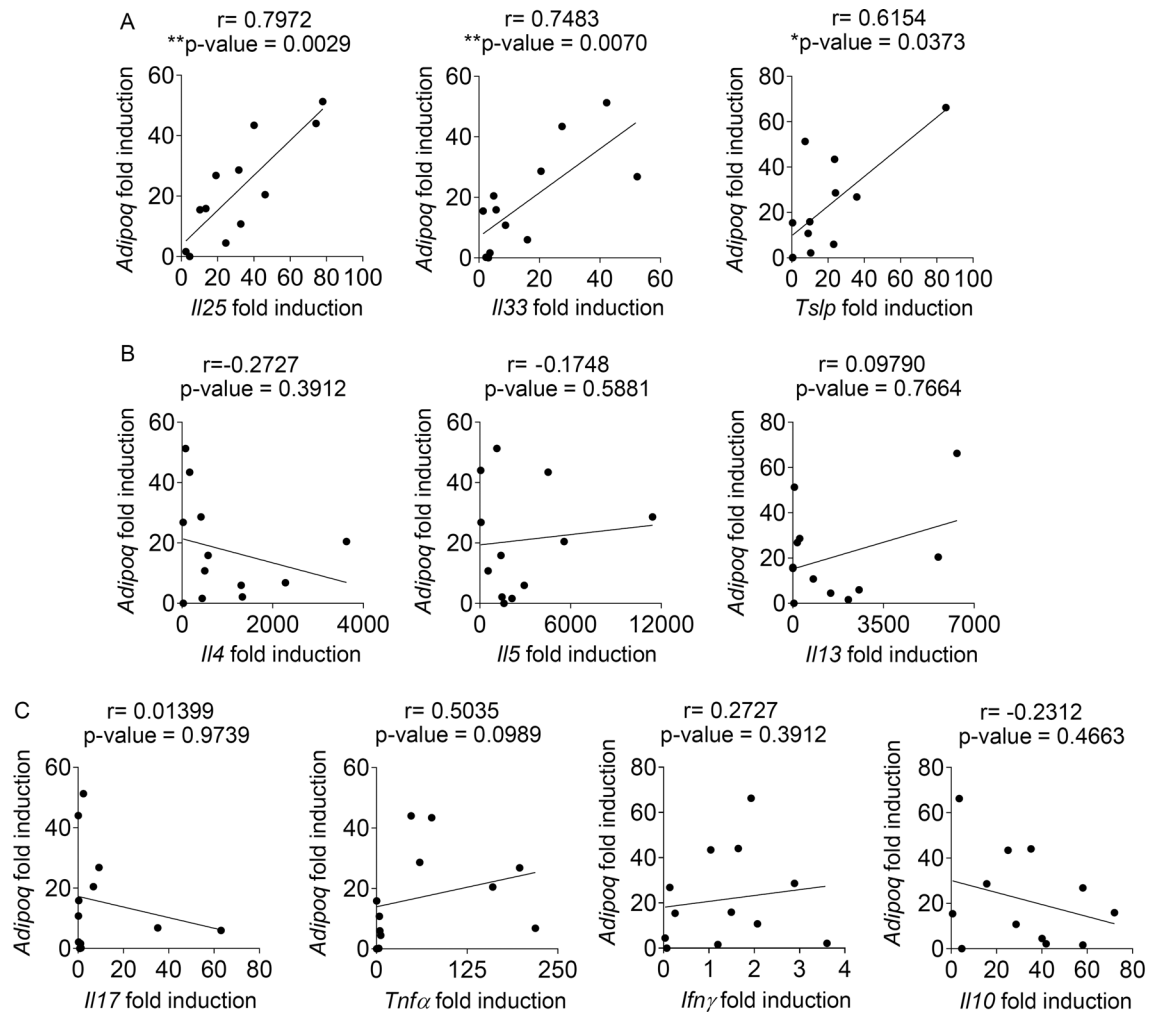 A
r= 0.7972
**p-value = 0.0029
60
40
20
0
0 20 40 60 80 100
Adipoq fold induction
Il25 fold induction
r= 0.7483
**p-value = 0.0070
60
40
20
0
0 20 40 60
Adipoq fold induction
Il33 fold induction
r= 0.6154
*p-value = 0.0373
80
60
40
20
0
0 20 40 60 80 100
Adipoq fold induction
Tslp fold induction
B
r=-0.2727
p-value = 0.3912
60
40
20
0
0 2000 4000
Adipoq fold induction
Il4 fold induction
r= -0.1748
p-value = 0.5881
60
40
20
0
0 6000 12000
Adipoq fold induction
Il5 fold induction
r= 0.09790
p-value = 0.7664
80
60
40
20
0
0 3500 7000
Adipoq fold induction
Il13 fold induction
C
r= 0.01399
p-value = 0.9739
60
40
20
0
0 20 40 60 80
Adipoq fold induction
Il17 fold induction
r= 0.5035
p-value = 0.0989
60
40
20
0
0 125 250
Adipoq fold induction
Tnfα fold induction
r= 0.2727
p-value = 0.3912
80
60
40
20
0
0 1 2 3 4
Adipoq fold induction
Ifnγ fold induction
r= -0.2312
p-value = 0.4663
80
60
40
20
0
0 20 40 60 80
Adipoq fold induction
Il10 fold induction